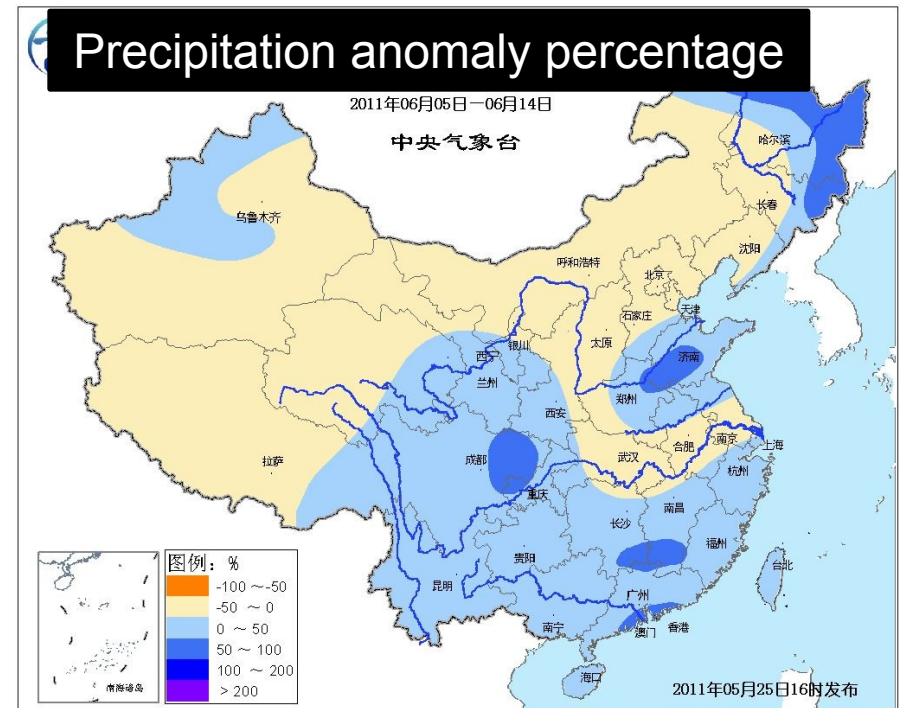 Precipitation anomaly percentage
2011年06月05日－06月14日
中央气象台
哈尔滨
长春
乌鲁木齐
沈阳
呼和浩特
北京
天津
石家庄
银川
太原
西宁
济南
兰州
郑州
西安
南京
合肥
上海
武汉
成都
拉萨
杭州
重庆
南昌
长沙
福州
贵阳
台北
昆明
广州
南宁
澳门
香港
海口
南海诸岛
图例：%
-100 ～-50
-50 ～ 0
0 ～ 50
50 ～ 100
100 ～ 200
> 200
2011年05月25日16时发布